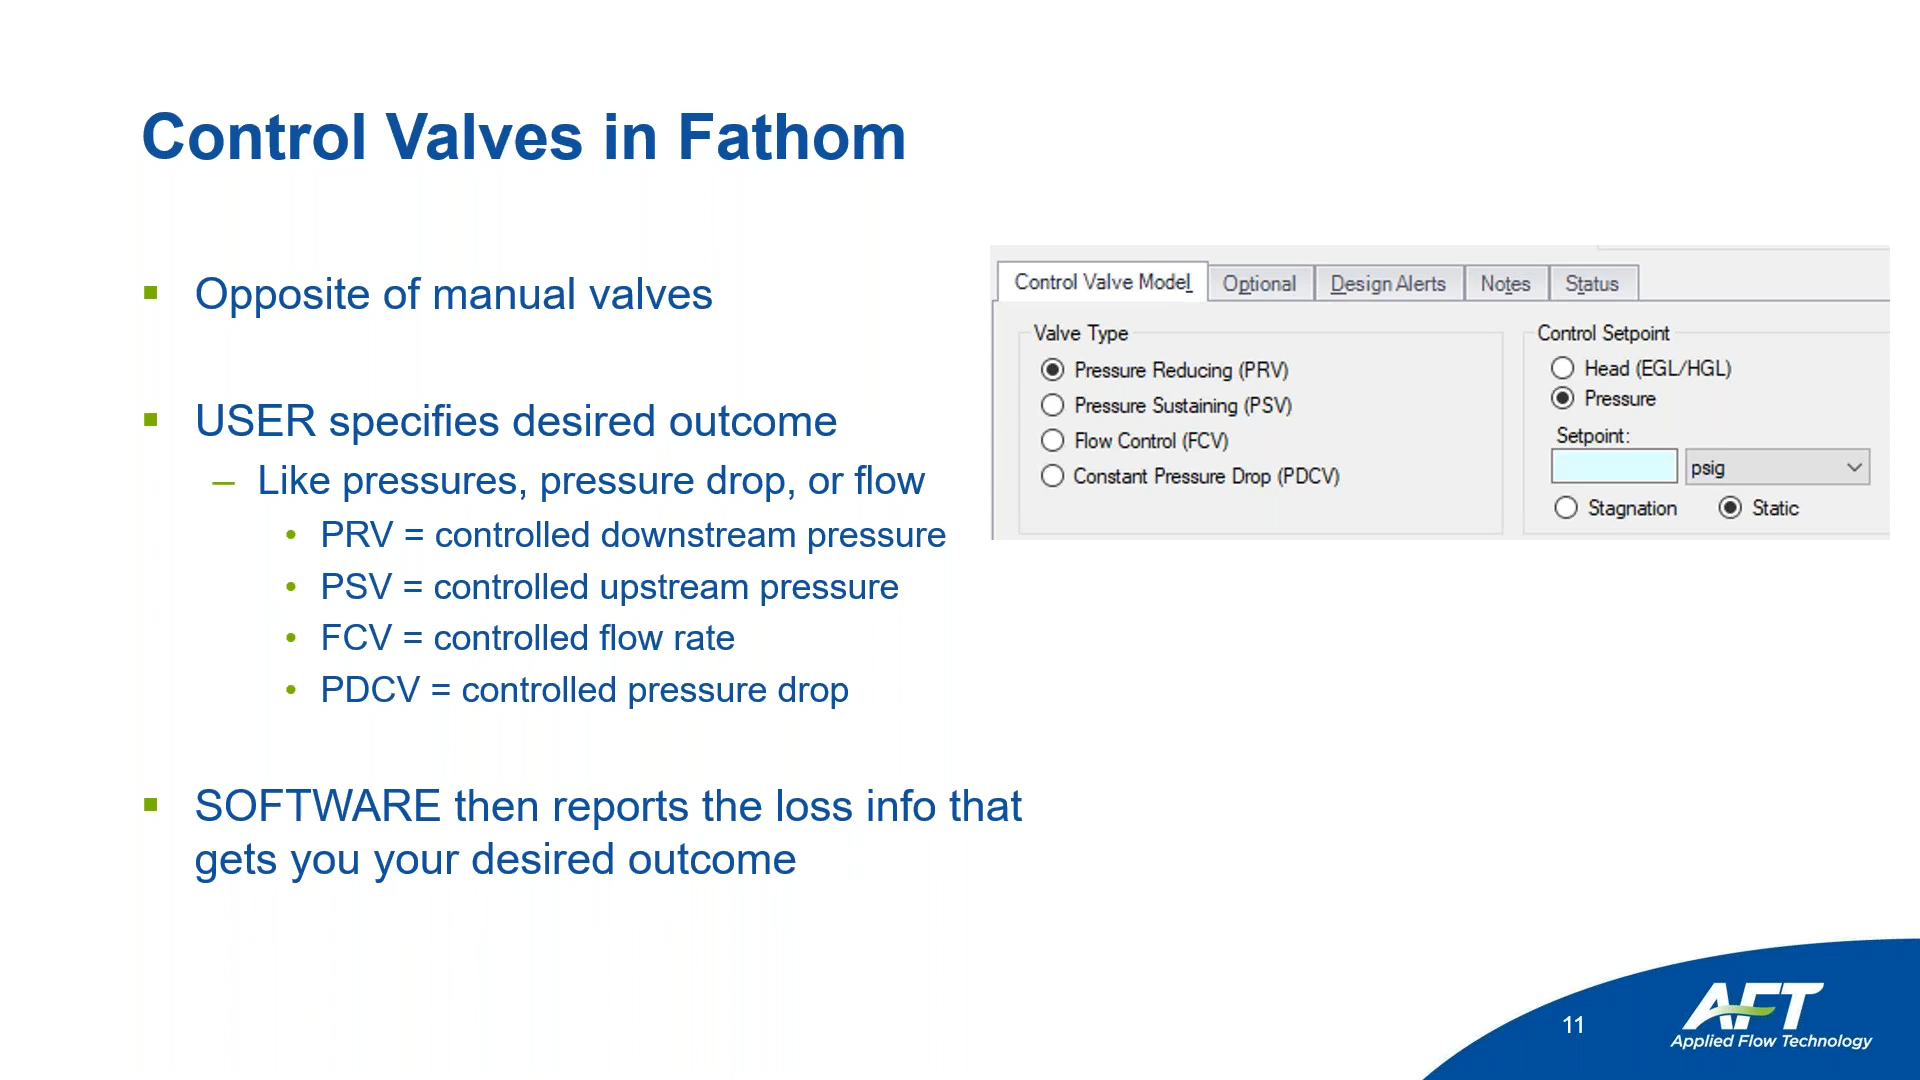 Control Valves in Fathom
Opposite of manual valves
USER specifies desired outcome
– Like pressures, pressure drop, or flow
• PRV = controlled downstream pressure
• PSV = controlled upstream pressure
• FCV = controlled flow rate
• PDCV = controlled pressure drop
SOFTWARE then reports the loss info that
gets you your desired outcome
Control Valve Model Optional Design Alerts Notes Status
Valve Type
Pressure Reducing (PRV)
Pressure Sustaining (PSV)
Flow Control (FCV)
Constant Pressure Drop (PDCV)
Control Setpoint
Head (EGL/HGL)
Pressure
Setpoint:
psig
Stagnation Static
11
AFT
Applied Flow Technology